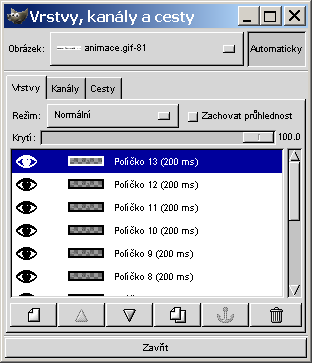 Vrstvy, kanály a cesty
Obrázek: animace.gif-81 Automaticky
Vrstvy Kanály Cesty
Režim: Normální Zachovat průhlednost
Krytí: 100.0
Políčko 13 (200 ms)
Políčko 12 (200 ms)
Políčko 11 (200 ms)
Políčko 10 (200 ms)
Políčko 9 (200 ms)
Políčko 8 (200 ms)
Zavřít